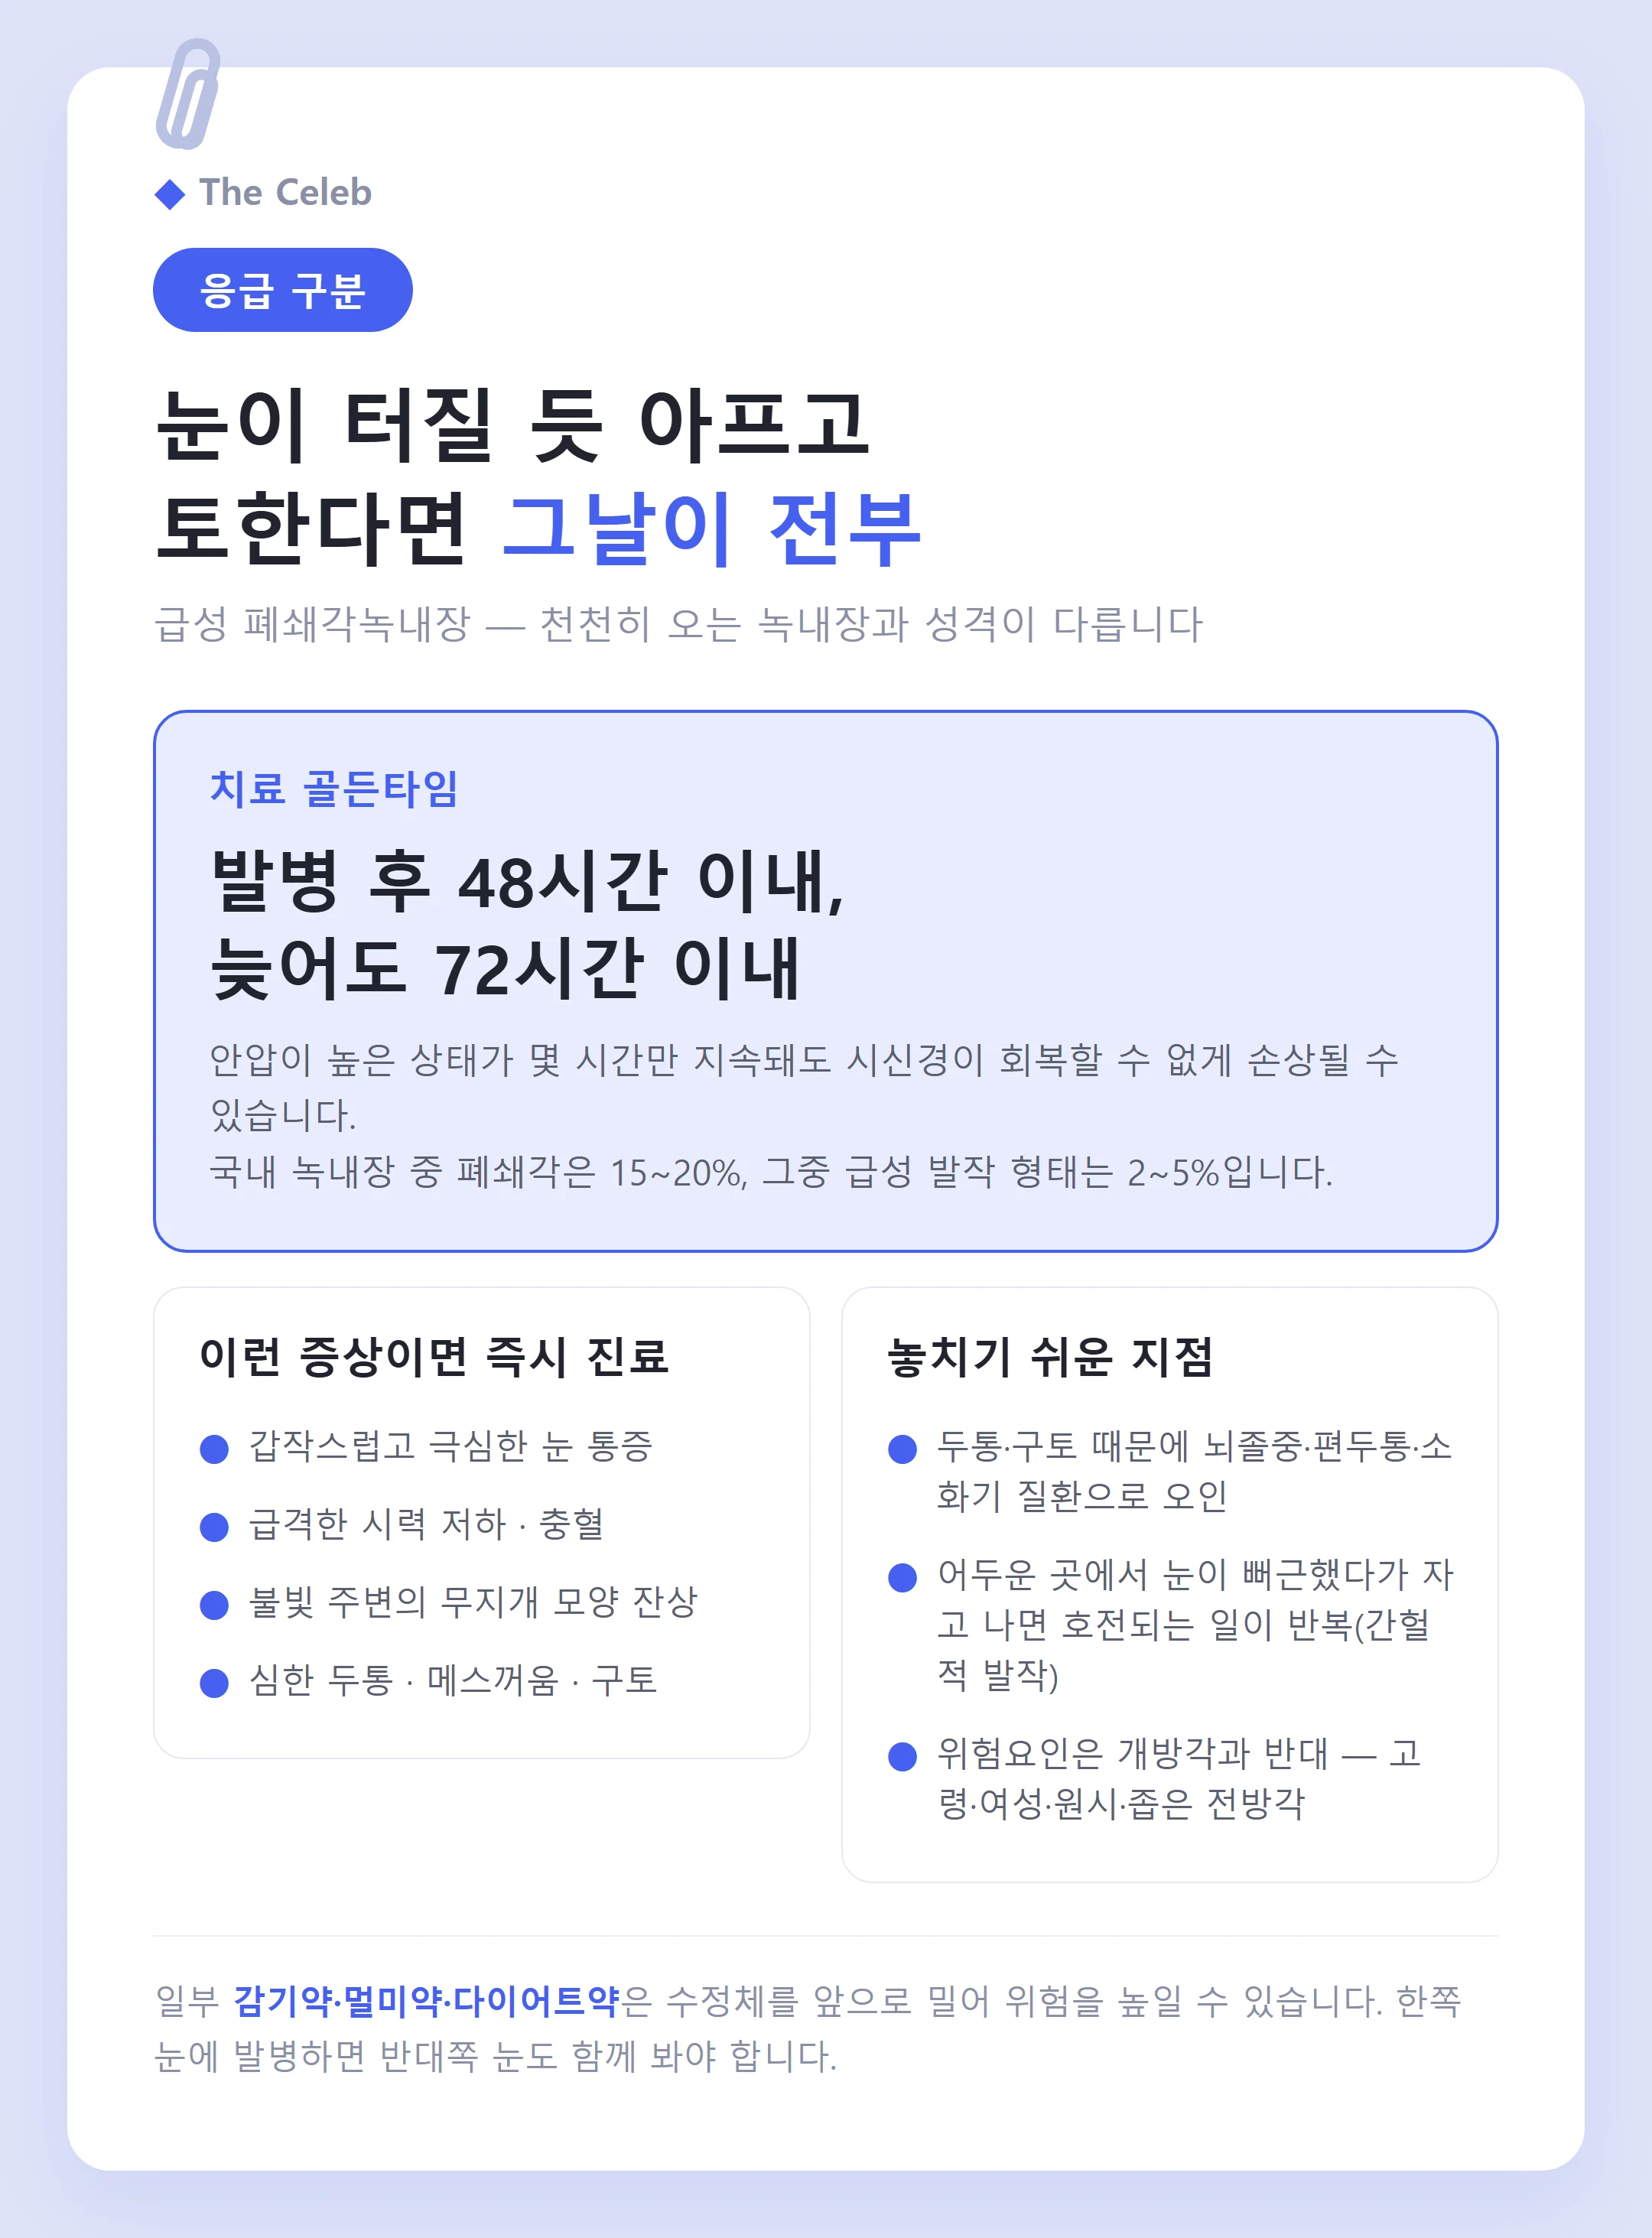 The Celeb
응급 구분
눈이 터질 듯 아프고
토한다면 그날이 전부
급성 폐쇄각녹내장 — 천천히 오는 녹내장과 성격이 다릅니다
치료 골든타임
발병 후 48시간 이내,
늦어도 72시간 이내
안압이 높은 상태가 몇 시간만 지속돼도 시신경이 회복할 수 없게 손상될 수
있습니다.
국내 녹내장 중 폐쇄각은 15~20%, 그중 급성 발작 형태는 2~5%입니다.
이런 증상이면 즉시 진료
갑작스럽고 극심한 눈 통증
급격한 시력 저하 · 충혈
불빛 주변의 무지개 모양 잔상
심한 두통 · 메스꺼움 · 구토
놓치기 쉬운 지점
두통·구토 때문에 뇌졸중·편두통·소
화기 질환으로 오인
어두운 곳에서 눈이 뻐근했다가 자
고 나면 호전되는 일이 반복(간헐
적 발작)
위험요인은 개방각과 반대 — 고
령·여성·원시·좁은 전방각
일부 감기약·멀미약·다이어트약은 수정체를 앞으로 밀어 위험을 높일 수 있습니다. 한쪽
눈에 발병하면 반대쪽 눈도 함께 봐야 합니다.